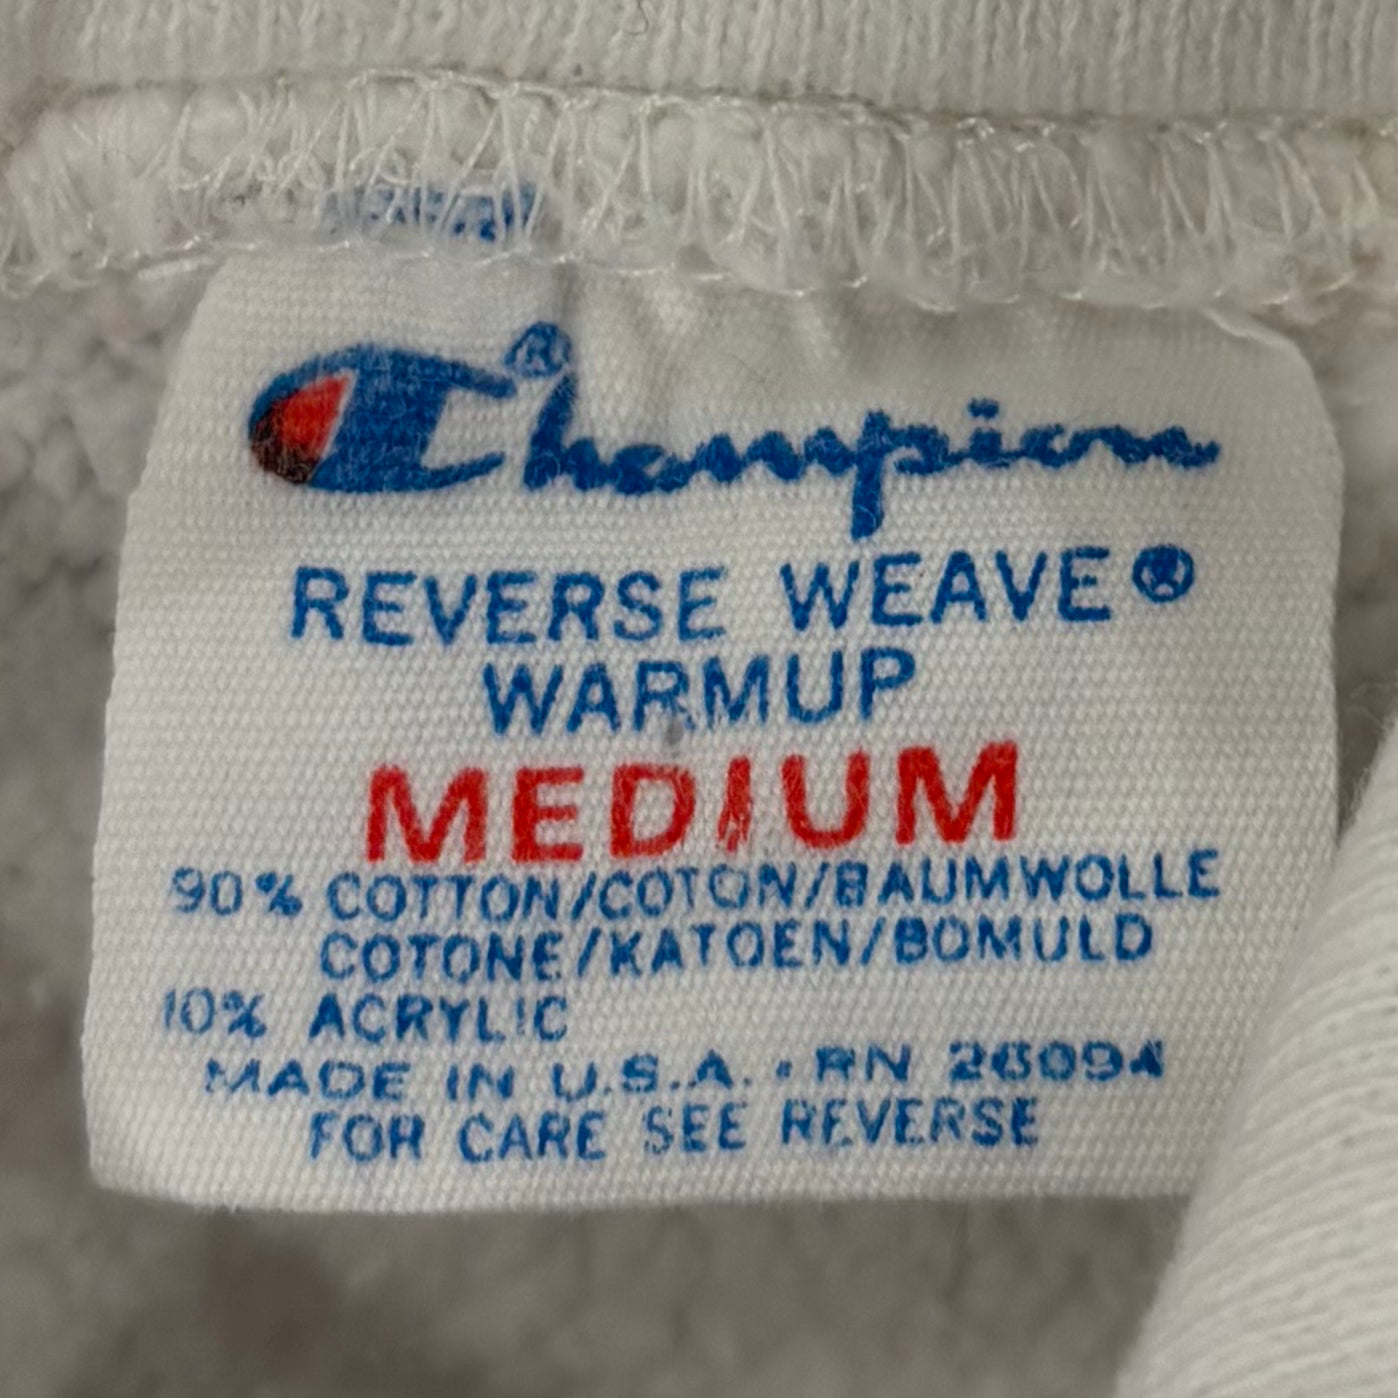 Champion®
REVERSE WEAVE®
WARMUP
MEDIUM
90% COTTON/COTON/BAUMWOLLE
COTONE/KATOEN/BOMULD
10% ACRYLIC
MADE IN U.S.A. • RN 26094
FOR CARE SEE REVERSE